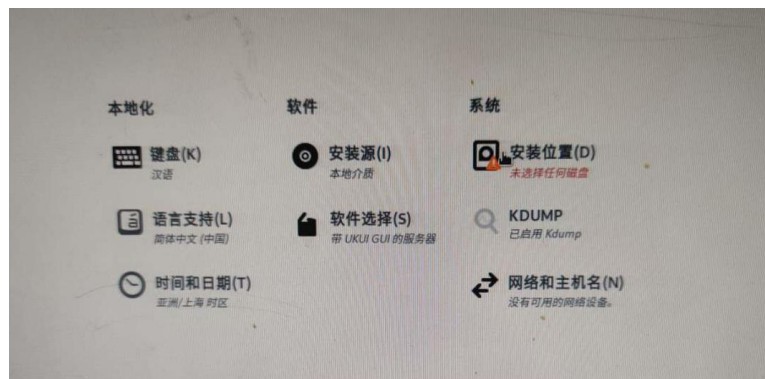 本地化
键盘(K)
汉语
语言支持(L)
简体中文 (中国)
时间和日期(T)
亚洲/上海 时区
软件
安装源(I)
本地介质
软件选择(S)
带 UKUI GUI 的服务器
系统
安装位置(D)
未选择任何磁盘
KDUMP
已启用 Kdump
网络和主机名(N)
没有可用的网络设备。